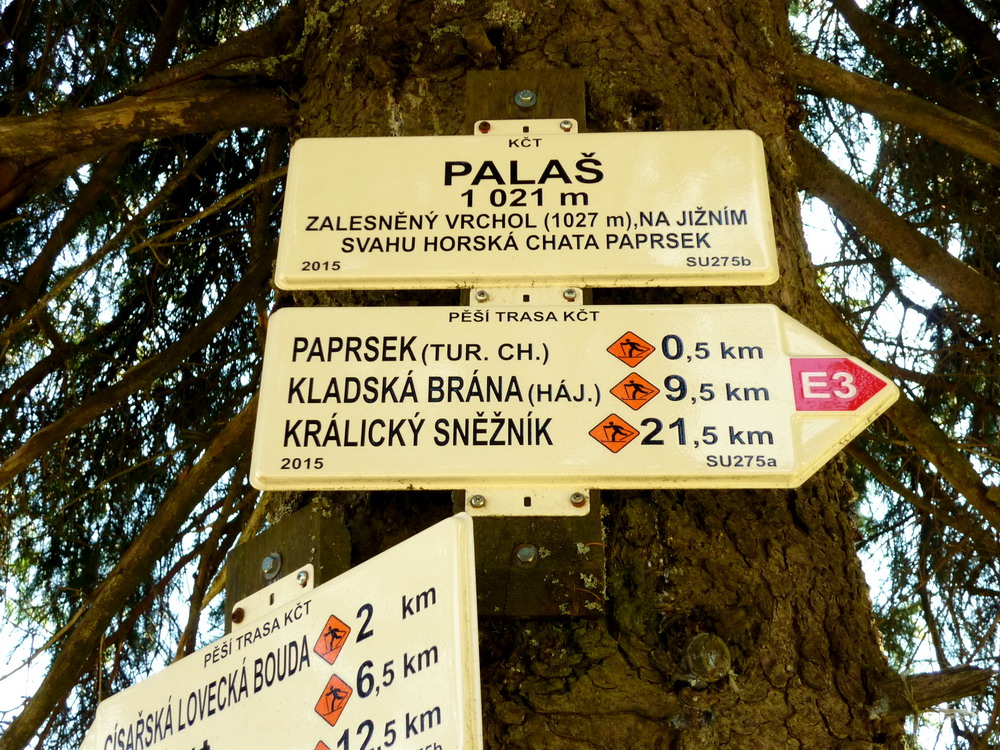 KČT
PALAŠ
1 021 m
ZALESNĚNÝ VRCHOL (1027 m),NA JIŽNÍM
SVAHU HORSKÁ CHATA PAPRSEK
2015 SU275b
PĚŠÍ TRASA KČT
PAPRSEK (TUR. CH.) 0,5 km
KLADSKÁ BRÁNA (HÁJ.) 9,5 km
KRÁLICKÝ SNĚŽNÍK 21,5 km
E3
2015 SU275a
PĚŠÍ TRASA KČT
CÍSAŘSKÁ LOVECKÁ BOUDA 2 km
6,5 km
12,5 km